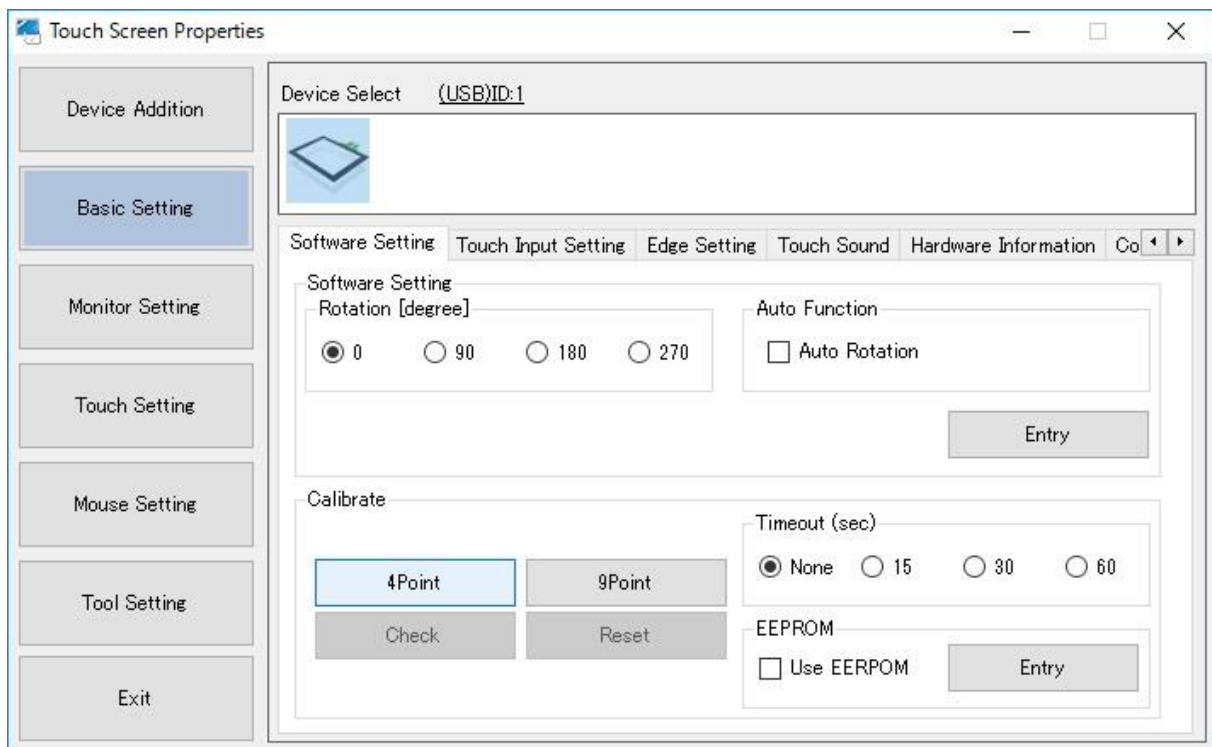 Touch Screen Properties
Device Addition
Basic Setting
Monitor Setting
Touch Setting
Mouse Setting
Tool Setting
Exit
Device Select (USB)ID:1
Software Setting Touch Input Setting Edge Setting Touch Sound Hardware Information Co
Software Setting
Rotation [degree]
0 90 180 270
Auto Function
Auto Rotation
Entry
Calibrate
4Point 9Point
Check Reset
Timeout (sec)
None 15 30 60
EEPROM
Use EERPOM Entry